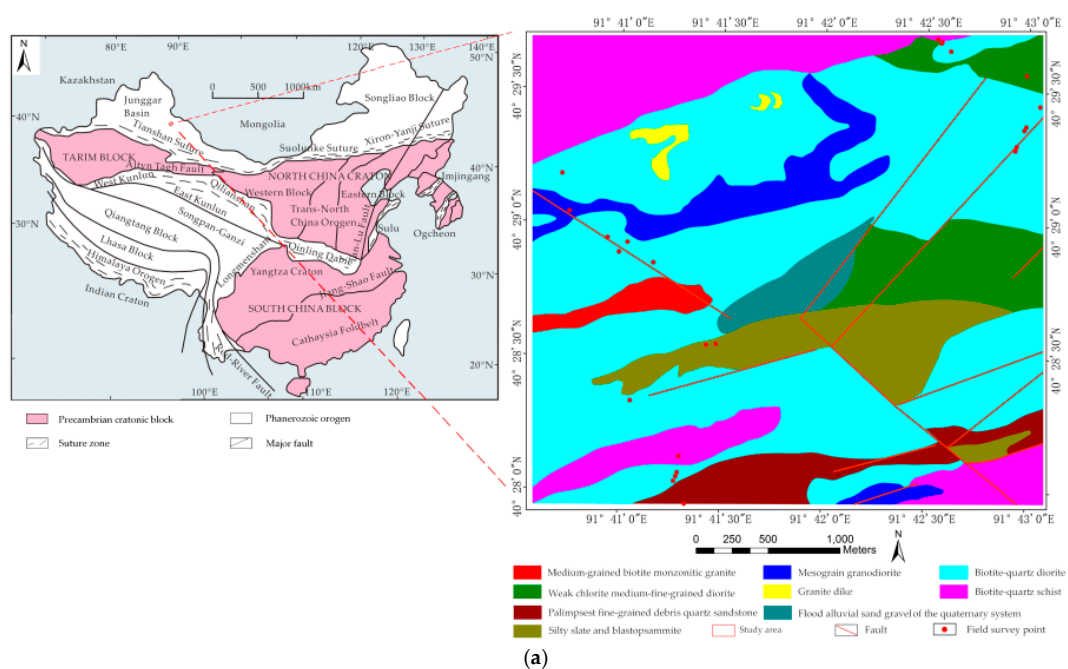 80°E 90°E 120°E 130°E 140°E
50°N
N
Kazakhstan
0 500 1000km
Junggar
Basin
Songliao Block
40°N
Mongolia
Tianshan Suture
Xiron-Yanji Suture
Suolunke Suture
TARIM BLOCK
40°N
Altyn Tagh Fault
NORTH CHINA CRATON
Imjingang
West Kunlun
Qilianshan
Western Block
Eastern Block
East Kunlun
Trans-North
China Orogen
30°N
Songpan-Ganzi
Qiangtang Block
Sulu
Ogcheon
Lhasa Block
Qinling Dabie
Himalaya Orogen
Longmenshan
Yangtza Craton
30°N
Indian Craton
Jiang-Shao Fault
SOUTH CHINA BLOCK
Cathaysia Foldbelt
20°N
20°N
Red-River Fault
100°E 110°E 120°E
Precambrian cratonic block Phanerozoic orogen
Suture zone Major fault
91° 41′0″E 91° 41′30″E 91° 42′0″E 91° 42′30″E 91° 43′0″E
40° 29′30″N 40° 29′30″N
40° 29′0″N 40° 29′0″N
40° 28′30″N 40° 28′30″N
40° 28′0″N 40° 28′0″N
91° 41′0″E 91° 41′30″E 91° 42′0″E 91° 42′30″E 91° 43′0″E
0 250 500 1,000
Meters
N
Medium-grained biotite monzonitic granite Mesograin granodiorite Biotite-quartz diorite
Weak chlorite medium-fine-grained diorite Granite dike Biotite-quartz schist
Palimpsest fine-grained debris quartz sandstone Flood alluvial sand gravel of the quaternary system
Silty slate and blastopsammite Study area Fault Field survey point
(a)